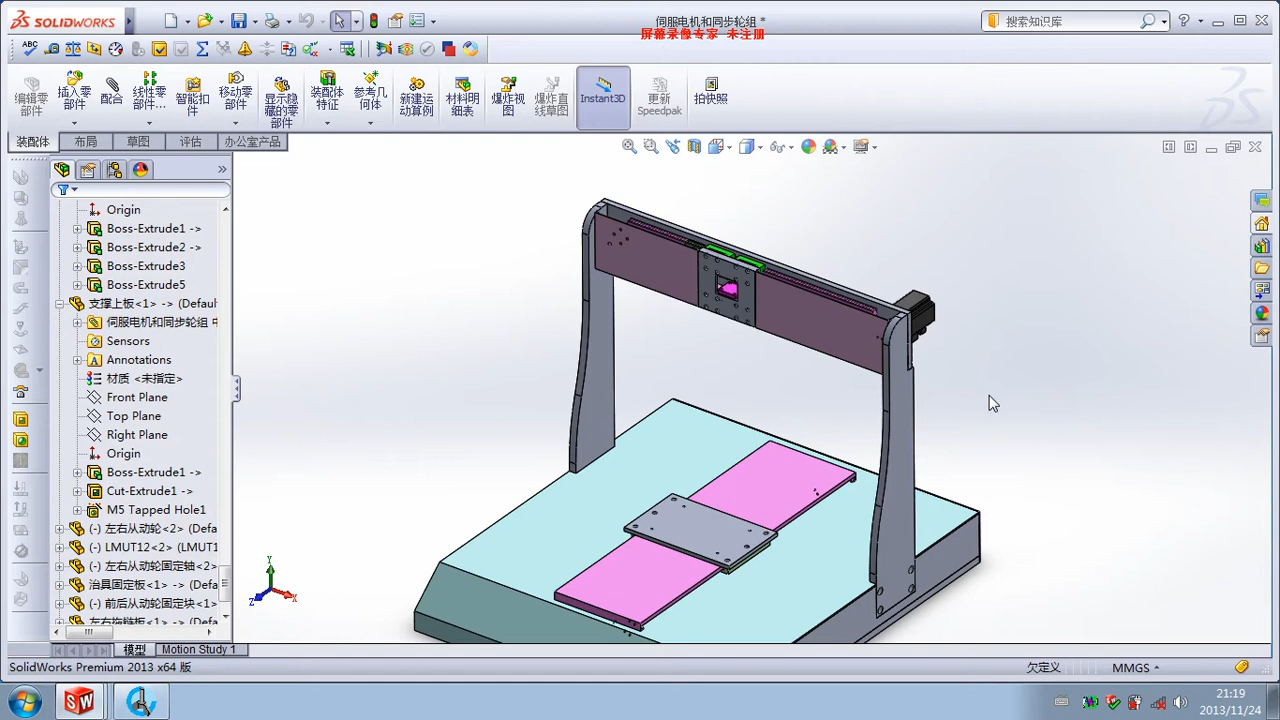 SOLIDWORKS
伺服电机和同步轮组 *
屏幕录像专家 未注册
搜索知识库
编辑零部件
插入零部件
配合
线性零部件...
智能扣件
移动零部件
显示隐藏的零部件
装配体特征
参考几何体
新建运动算例
材料明细表
爆炸视图
爆炸直线草图
Instant3D
更新 Speedpak
拍快照
装配体
布局
草图
评估
办公室产品
Origin
Boss-Extrude1 ->
Boss-Extrude2 ->
Boss-Extrude3
Boss-Extrude5
支撑上板<1> -> (Defaul
伺服电机和同步轮组 中
Sensors
Annotations
材质 <未指定>
Front Plane
Top Plane
Right Plane
Origin
Boss-Extrude1 ->
Cut-Extrude1 ->
M5 Tapped Hole1
(-) 左右从动轮<2> (Defa
(-) LMUT12<2> (LMUT1
(-) 左右从动轮固定轴<2>
治具固定板<1> -> (Defa
前后从动轮固定块<1>
模型
Motion Study 1
SolidWorks Premium 2013 x64 版
欠定义
MMGS
21:19
2013/11/24